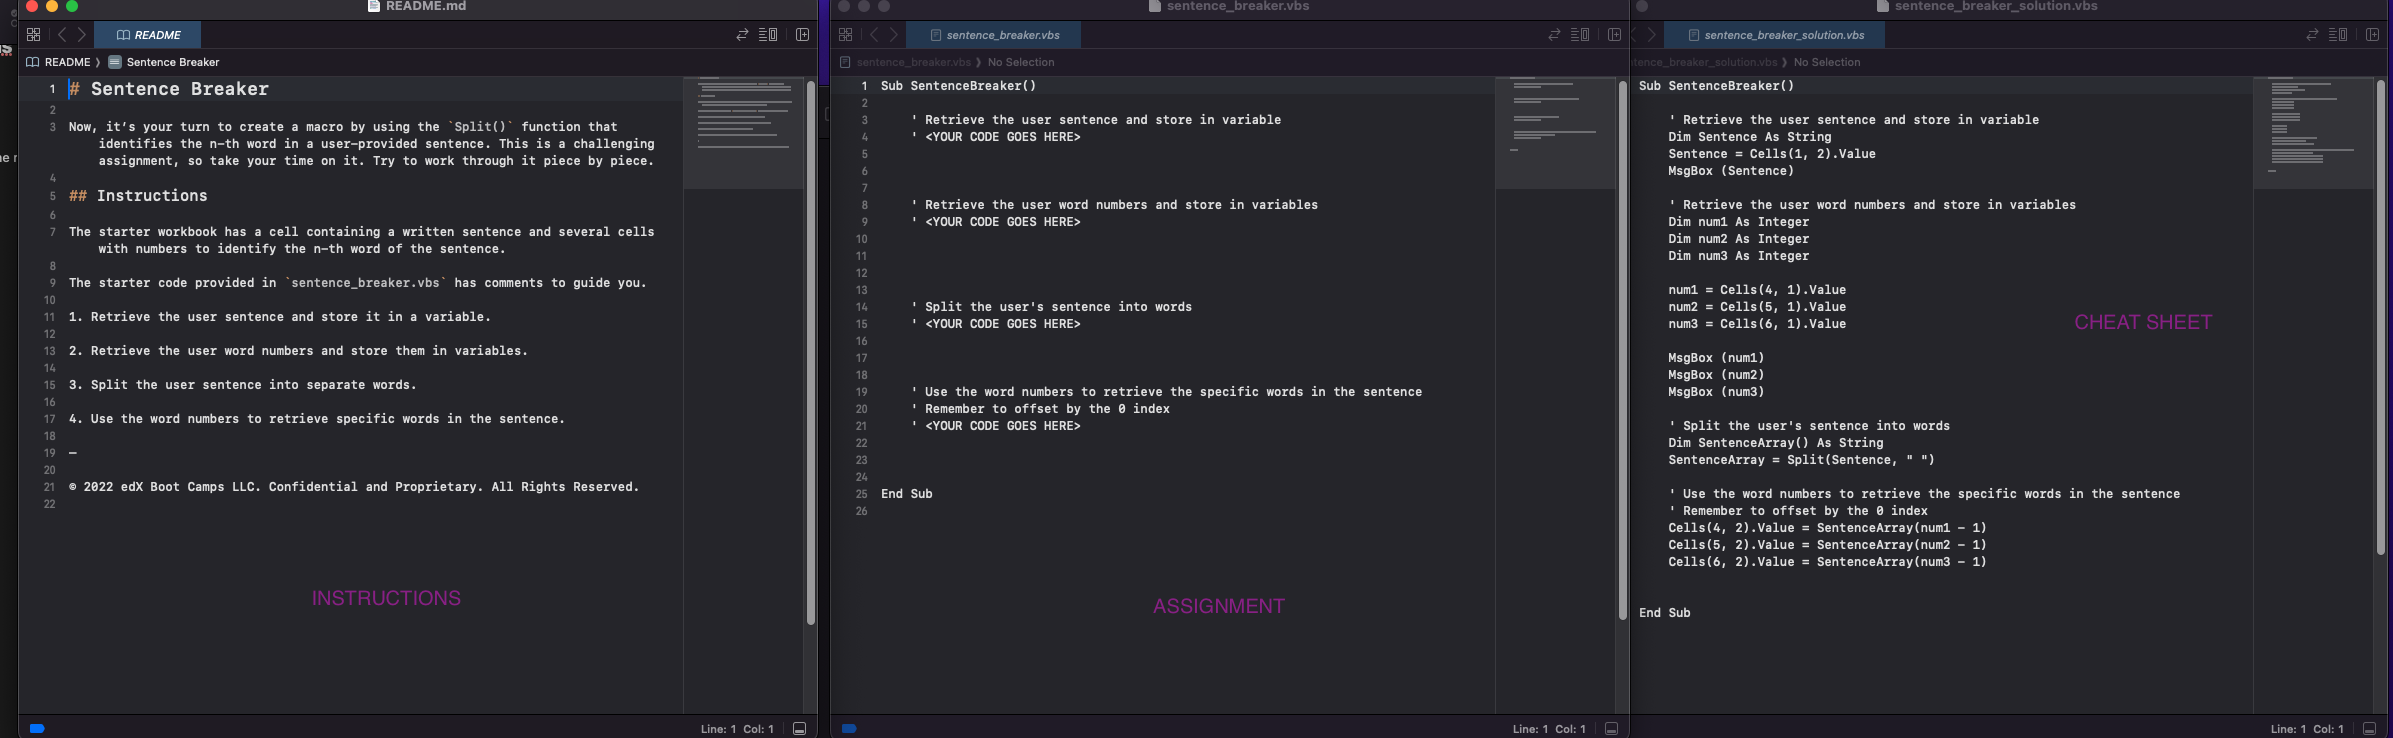 README.md
README
README
Sentence Breaker
1 # Sentence Breaker
2
3 Now, it's your turn to create a macro by using the `Split()` function that
identifies the n-th word in a user-provided sentence. This is a challenging
assignment, so take your time on it. Try to work through it piece by piece.
4
5 ## Instructions
6
7 The starter workbook has a cell containing a written sentence and several cells
with numbers to identify the n-th word of the sentence.
8
9 The starter code provided in `sentence_breaker.vbs` has comments to guide you.
10
11 1. Retrieve the user sentence and store it in a variable.
12
13 2. Retrieve the user word numbers and store them in variables.
14
15 3. Split the user sentence into separate words.
16
17 4. Use the word numbers to retrieve specific words in the sentence.
18
19 —
20
21 © 2022 edX Boot Camps LLC. Confidential and Proprietary. All Rights Reserved.
22
INSTRUCTIONS
Line: 1 Col: 1
sentence_breaker.vbs
sentence_breaker.vbs
sentence_breaker.vbs
No Selection
1 Sub SentenceBreaker()
2
3 ' Retrieve the user sentence and store in variable
4 ' <YOUR CODE GOES HERE>
5
6
7
8 ' Retrieve the user word numbers and store in variables
9 ' <YOUR CODE GOES HERE>
10
11
12
13
14 ' Split the user's sentence into words
15 ' <YOUR CODE GOES HERE>
16
17
18
19 ' Use the word numbers to retrieve the specific words in the sentence
20 ' Remember to offset by the 0 index
21 ' <YOUR CODE GOES HERE>
22
23
24
25 End Sub
26
ASSIGNMENT
Line: 1 Col: 1
sentence_breaker_solution.vbs
sentence_breaker_solution.vbs
tence_breaker_solution.vbs
No Selection
Sub SentenceBreaker()
' Retrieve the user sentence and store in variable
Dim Sentence As String
Sentence = Cells(1, 2).Value
MsgBox (Sentence)
' Retrieve the user word numbers and store in variables
Dim num1 As Integer
Dim num2 As Integer
Dim num3 As Integer
num1 = Cells(4, 1).Value
num2 = Cells(5, 1).Value
num3 = Cells(6, 1).Value
CHEAT SHEET
MsgBox (num1)
MsgBox (num2)
MsgBox (num3)
' Split the user's sentence into words
Dim SentenceArray() As String
SentenceArray = Split(Sentence, " ")
' Use the word numbers to retrieve the specific words in the sentence
' Remember to offset by the 0 index
Cells(4, 2).Value = SentenceArray(num1 - 1)
Cells(5, 2).Value = SentenceArray(num2 - 1)
Cells(6, 2).Value = SentenceArray(num3 - 1)
End Sub
Line: 1 Col: 1